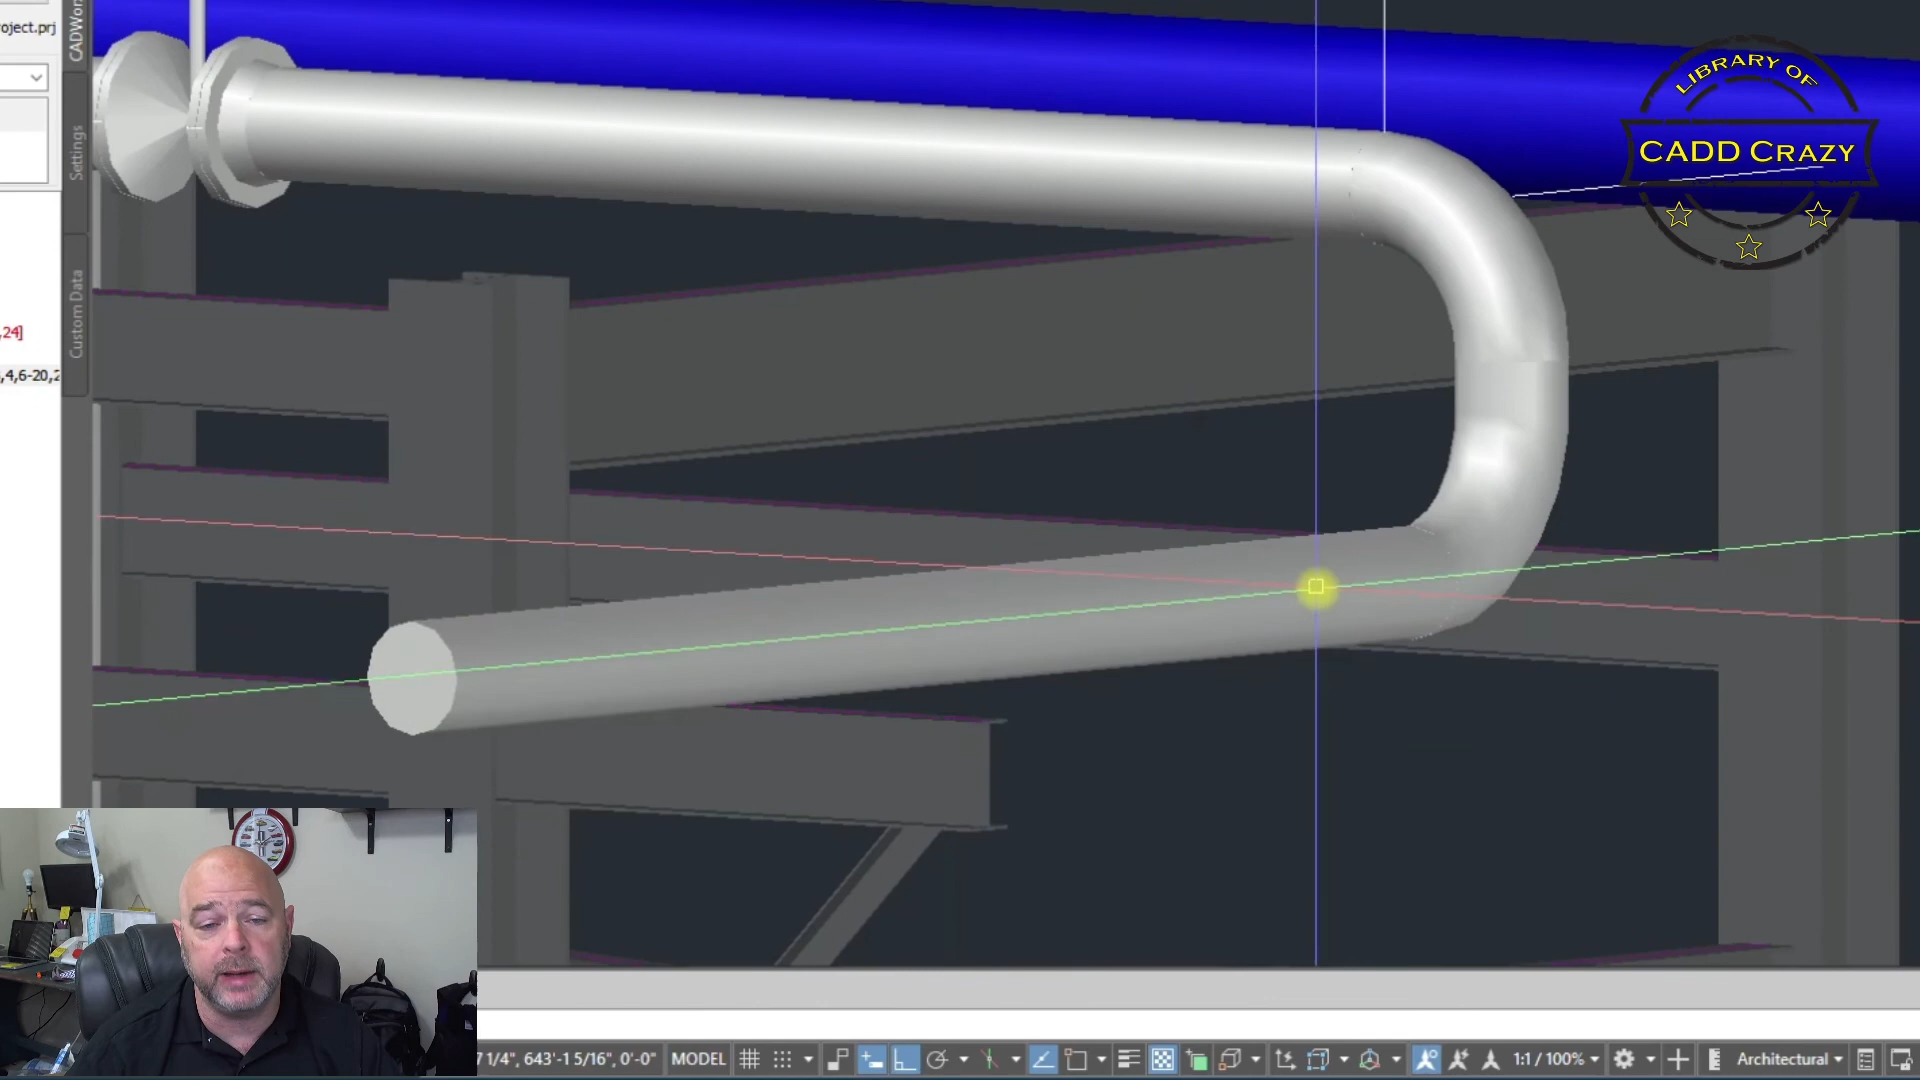 oject.prj
CADWor
Settings
Custom Data
,24]
,4,6-20,2
LIBRARY OF
CADD CRAZY
7 1/4", 643'-1 5/16", 0'-0"
MODEL
1:1 / 100%
Architectural